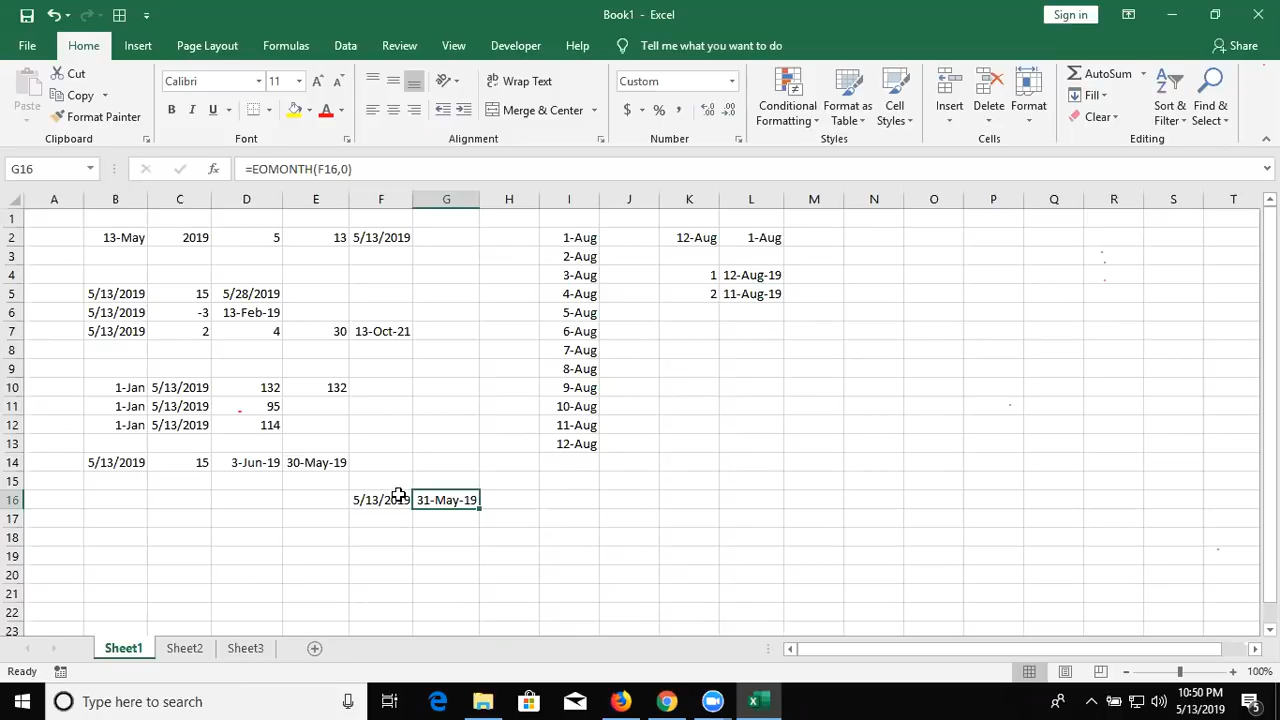 Book1 - Excel
Sign in
File Home Insert Page Layout Formulas Data Review View Developer Help Tell me what you want to do Share
Paste
Cut
Copy
Format Painter
Clipboard
Calibri 11
B I U
Font
Wrap Text
Merge & Center
Alignment
Custom
$ %
Number
Conditional Formatting
Format as Table
Cell Styles
Styles
Insert
Delete
Format
Cells
AutoSum
Fill
Clear
Sort & Filter
Find & Select
Editing
G16 fx =EOMONTH(F16,0)
A B C D E F G H I J K L M N O P Q R S T
1
2 13-May 2019 5 13 5/13/2019 1-Aug 12-Aug 1-Aug
3 2-Aug
4 3-Aug 1 12-Aug-19
5 5/13/2019 15 5/28/2019 4-Aug 2 11-Aug-19
6 5/13/2019 -3 13-Feb-19 5-Aug
7 5/13/2019 2 4 30 13-Oct-21 6-Aug
8 7-Aug
9 8-Aug
10 1-Jan 5/13/2019 132 132 9-Aug
11 1-Jan 5/13/2019 95 10-Aug
12 1-Jan 5/13/2019 114 11-Aug
13 12-Aug
14 5/13/2019 15 3-Jun-19 30-May-19
15
16 5/13/2019 31-May-19
17
18
19
20
21
22
23
Sheet1 Sheet2 Sheet3
Ready 100%
Type here to search
10:50 PM
5/13/2019
5